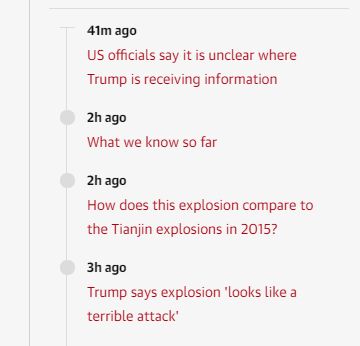 41m ago
US officials say it is unclear where
Trump is receiving information
2h ago
What we know so far
2h ago
How does this explosion compare to
the Tianjin explosions in 2015?
3h ago
Trump says explosion 'looks like a
terrible attack'